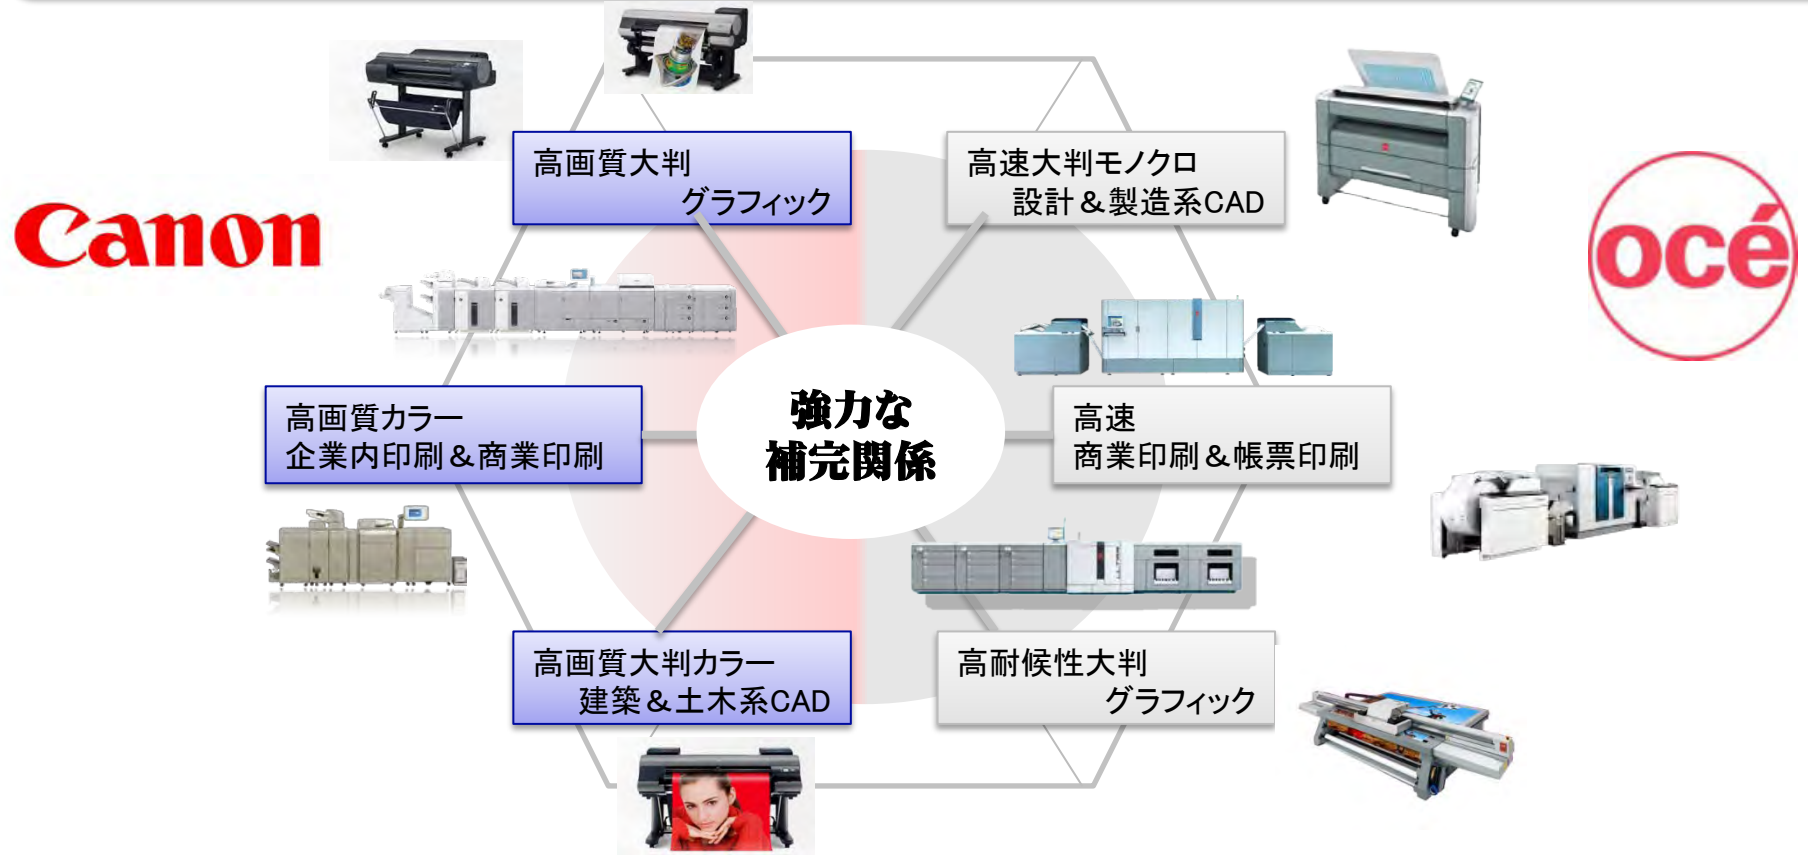 高画質大判
グラフィック
高速大判モノクロ
設計＆製造系CAD
Canon
océ
高画質カラー
企業内印刷＆商業印刷
強力な
補完関係
高速
商業印刷＆帳票印刷
高画質大判カラー
建築＆土木系CAD
高耐候性大判
グラフィック